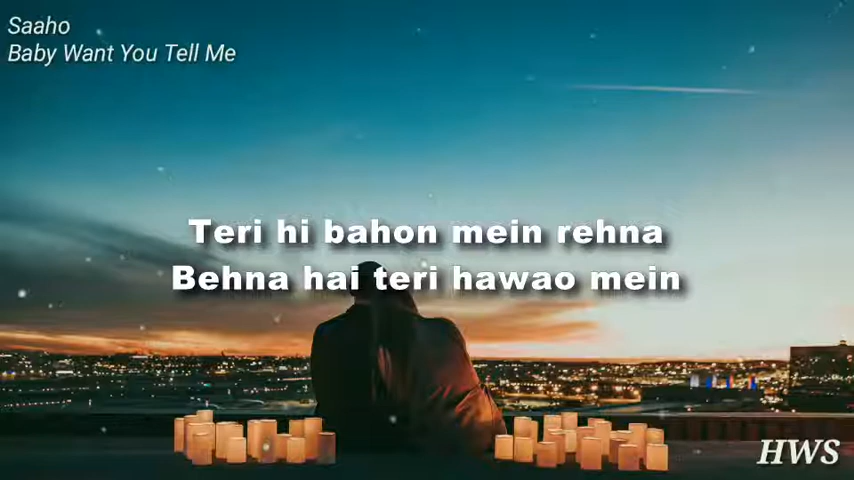 Saaho
Baby Want You Tell Me
Teri hi bahon mein rehna
Behna hai teri hawao mein
HWS